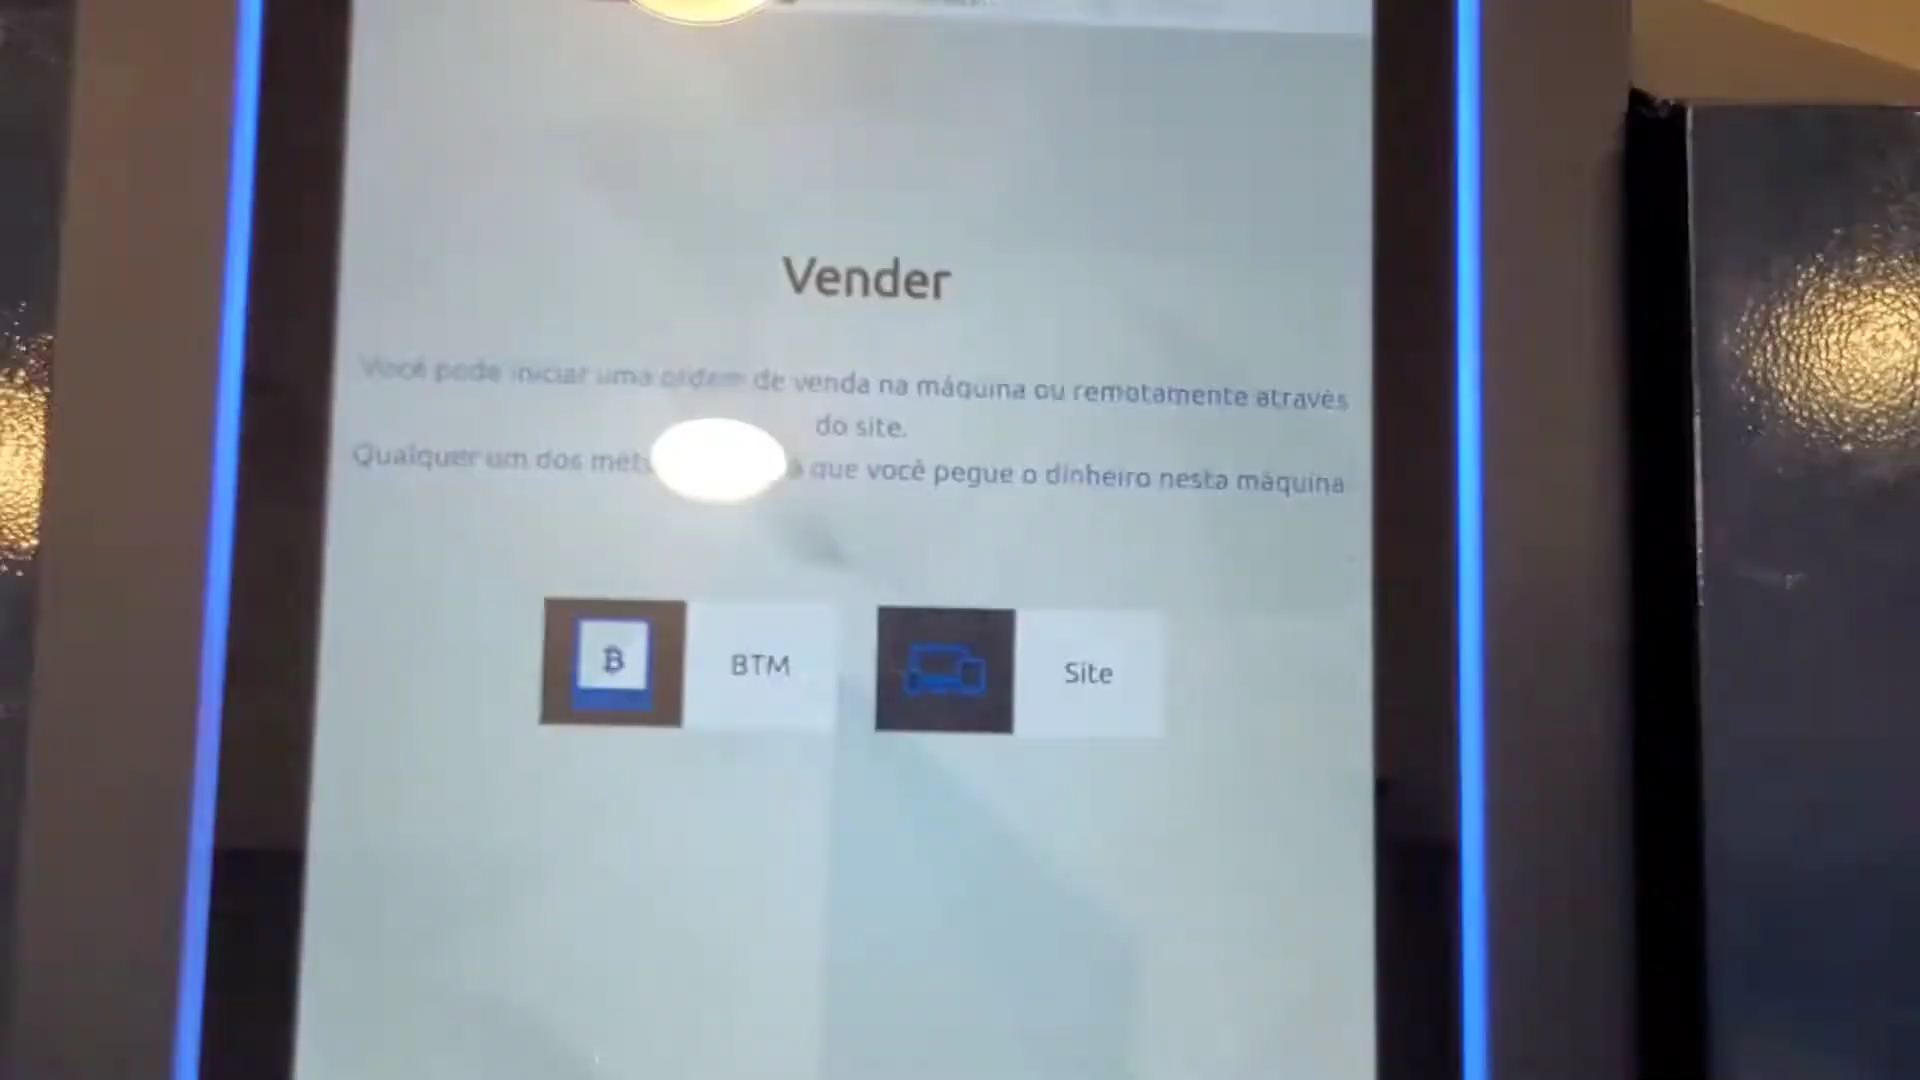 Vender
Você pode iniciar uma ordem de venda na máquina ou remotamente através
do site.
Qualquer um dos que você pegue o dinheiro nesta máquina
B BTM
Site